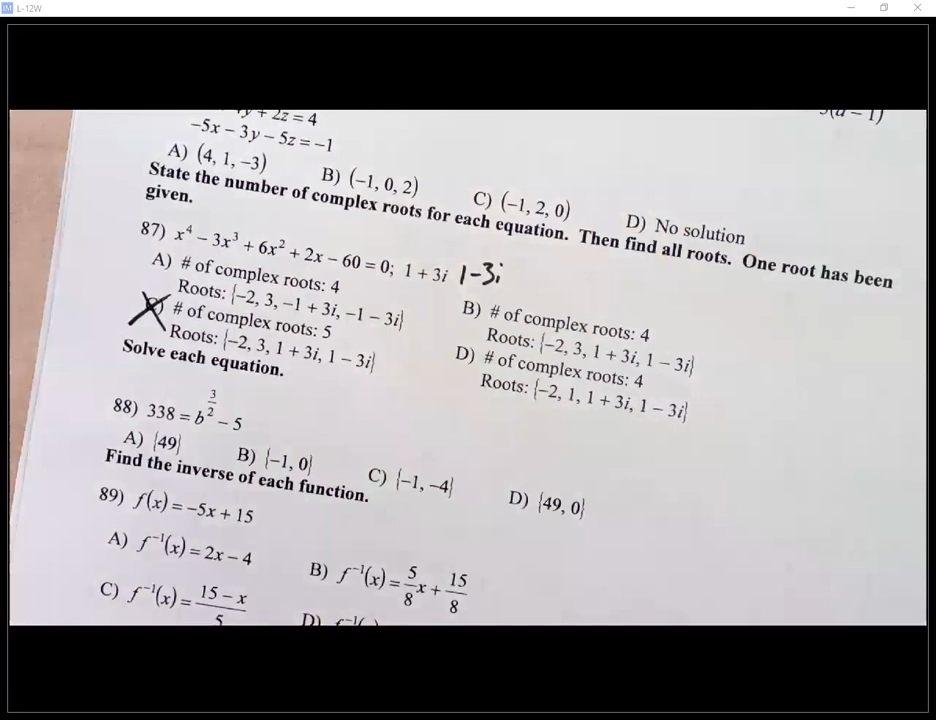 L-12W
y + 2z = 4
-5x - 3y - 5z = -1
A) (4, 1, -3) B) (-1, 0, 2) C) (-1, 2, 0) D) No solution
State the number of complex roots for each equation. Then find all roots. One root has been
given.
87) x⁴ - 3x³ + 6x² + 2x - 60 = 0; 1 + 3i 1-3i
A) # of complex roots: 4
Roots: {-2, 3, -1 + 3i, -1 - 3i}
B) # of complex roots: 4
Roots: {-2, 3, 1 + 3i, 1 - 3i}
# of complex roots: 5
Roots: {-2, 3, 1 + 3i, 1 - 3i}
D) # of complex roots: 4
Roots: {-2, 1, 1 + 3i, 1 - 3i}
Solve each equation.
88) 338 = b^(3/2) - 5
A) {49} B) {-1, 0} C) {-1, -4} D) {49, 0}
Find the inverse of each function.
89) f(x) = -5x + 15
A) f⁻¹(x) = 2x - 4 B) f⁻¹(x) = 5/8 x + 15/8
C) f⁻¹(x) = (15 - x)/5 D)